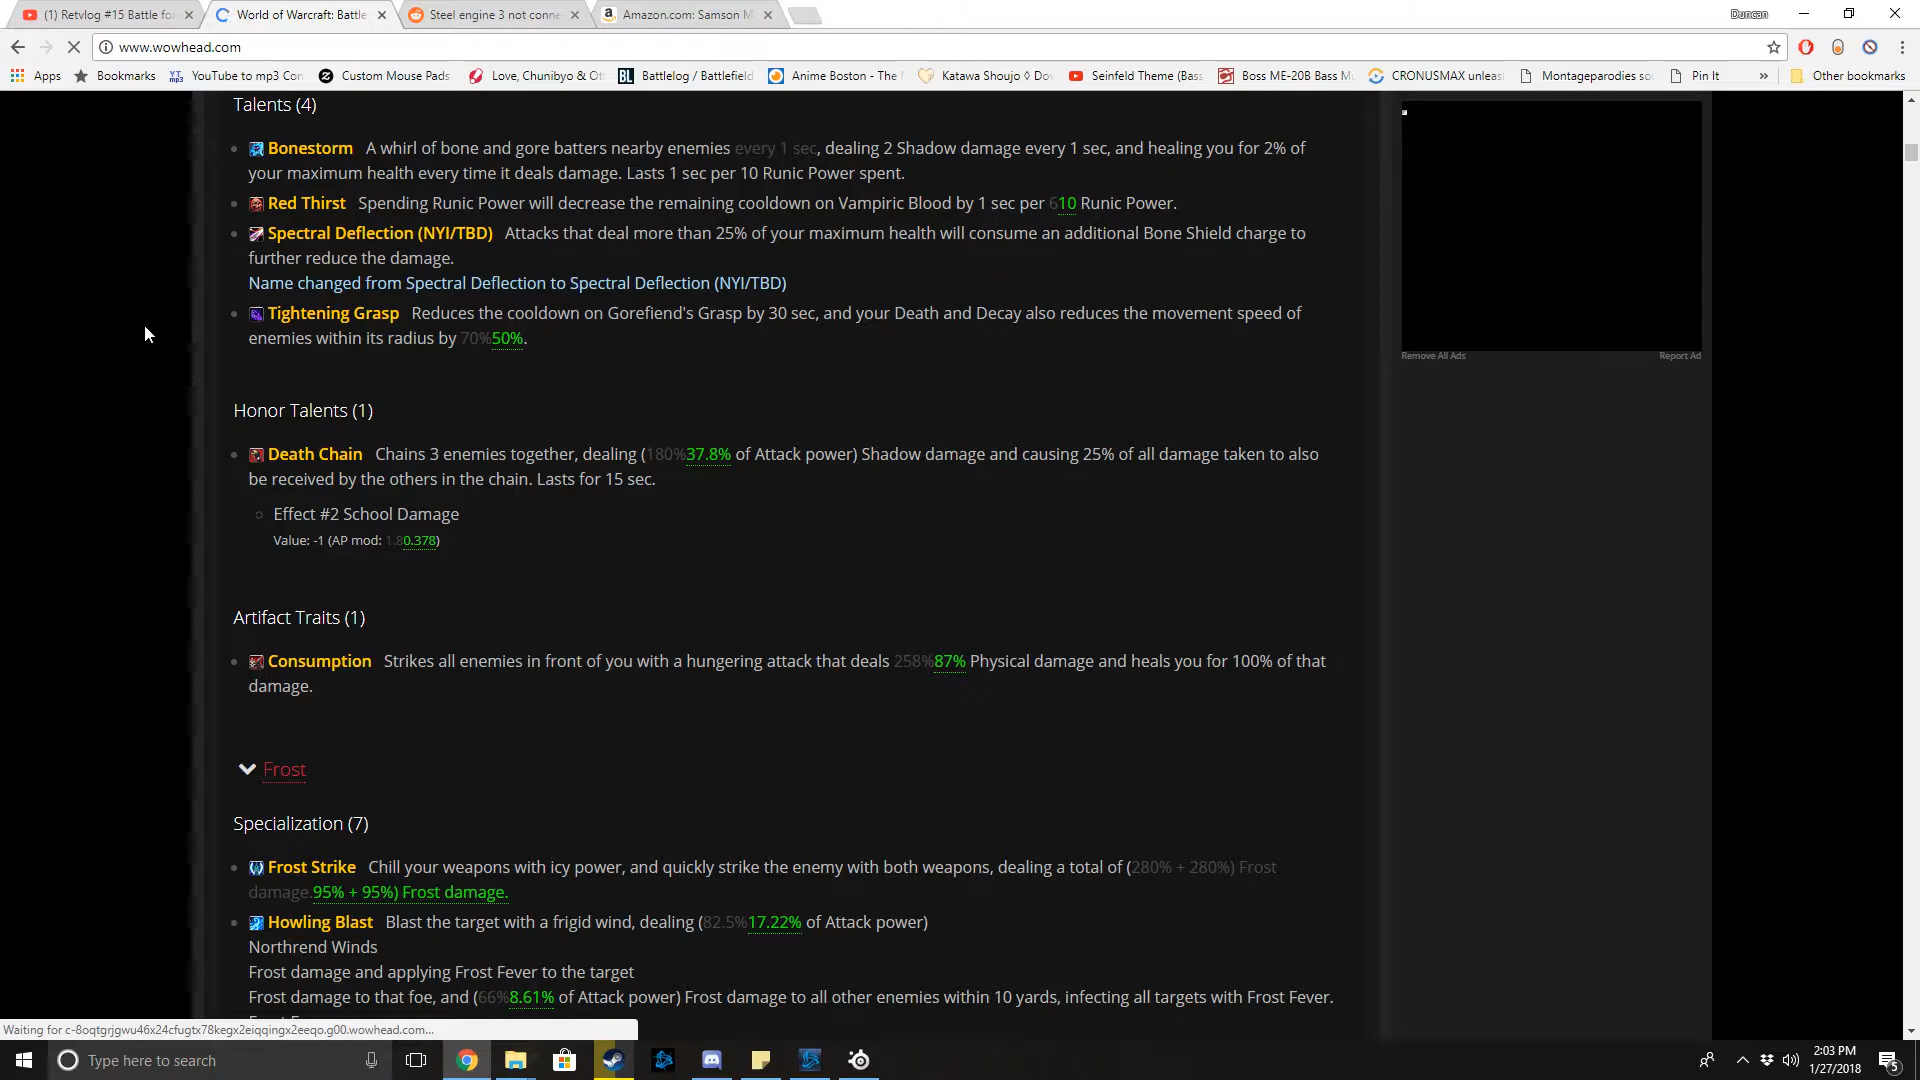 (1) Retvlog #15 Battle fo
World of Warcraft: Battle
Steel engine 3 not conne
Amazon.com: Samson M
Duncan
www.wowhead.com
Apps
Bookmarks
YouTube to mp3 Con
Custom Mouse Pads
Love, Chunibyo & Ot
Battlelog / Battlefield
Anime Boston - The
Katawa Shoujo ◊ Dow
Seinfeld Theme (Bass
Boss ME-20B Bass Mu
CRONUSMAX unleas
Montageparodies so
Pin It
»
Other bookmarks
Talents (4)
Bonestorm A whirl of bone and gore batters nearby enemies every 1 sec, dealing 2 Shadow damage every 1 sec, and healing you for 2% of
your maximum health every time it deals damage. Lasts 1 sec per 10 Runic Power spent.
Red Thirst Spending Runic Power will decrease the remaining cooldown on Vampiric Blood by 1 sec per 610 Runic Power.
Spectral Deflection (NYI/TBD) Attacks that deal more than 25% of your maximum health will consume an additional Bone Shield charge to
further reduce the damage.
Name changed from Spectral Deflection to Spectral Deflection (NYI/TBD)
Tightening Grasp Reduces the cooldown on Gorefiend's Grasp by 30 sec, and your Death and Decay also reduces the movement speed of
enemies within its radius by 70%50%.
Remove All Ads
Report Ad
Honor Talents (1)
Death Chain Chains 3 enemies together, dealing (180%37.8% of Attack power) Shadow damage and causing 25% of all damage taken to also
be received by the others in the chain. Lasts for 15 sec.
Effect #2 School Damage
Value: -1 (AP mod: 1.80.378)
Artifact Traits (1)
Consumption Strikes all enemies in front of you with a hungering attack that deals 258%87% Physical damage and heals you for 100% of that
damage.
Frost
Specialization (7)
Frost Strike Chill your weapons with icy power, and quickly strike the enemy with both weapons, dealing a total of (280% + 280%) Frost
damage.95% + 95%) Frost damage.
Howling Blast Blast the target with a frigid wind, dealing (82.5%17.22% of Attack power)
Northrend Winds
Frost damage and applying Frost Fever to the target
Frost damage to that foe, and (66%8.61% of Attack power) Frost damage to all other enemies within 10 yards, infecting all targets with Frost Fever.
Waiting for c-8oqtgrjgwu46x24cfugtx78kegx2eiqqingx2eeqo.g00.wowhead.com...
Type here to search
2:03 PM
1/27/2018
5